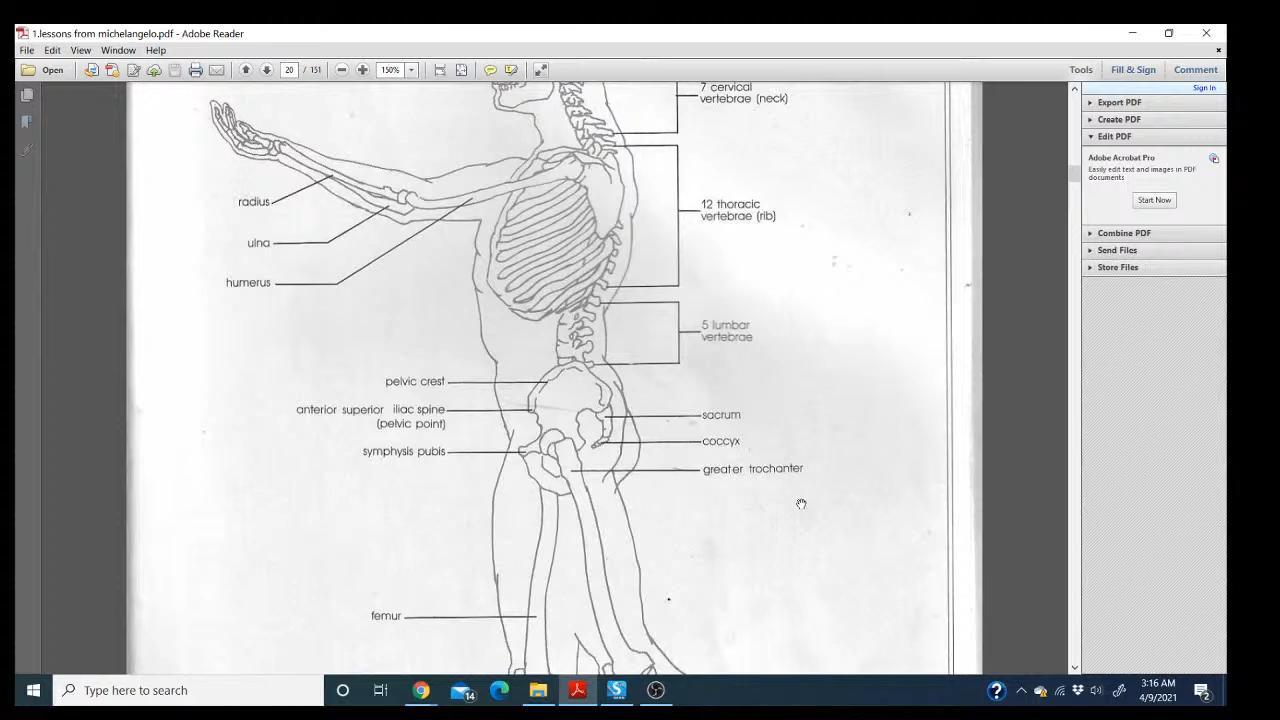 1.lessons from michelangelo.pdf - Adobe Reader
File Edit View Window Help
Open
20 / 151
150%
Tools Fill & Sign Comment
Sign In
Export PDF
Create PDF
Edit PDF
Adobe Acrobat Pro
Easily edit text and images in PDF
documents
Start Now
Combine PDF
Send Files
Store Files
7 cervical
vertebrae (neck)
radius
12 thoracic
vertebrae (rib)
ulna
humerus
5 lumbar
vertebrae
pelvic crest
anterior superior iliac spine
(pelvic point)
sacrum
coccyx
symphysis pubis
greater trochanter
femur
Type here to search
14
3:16 AM
4/9/2021
2